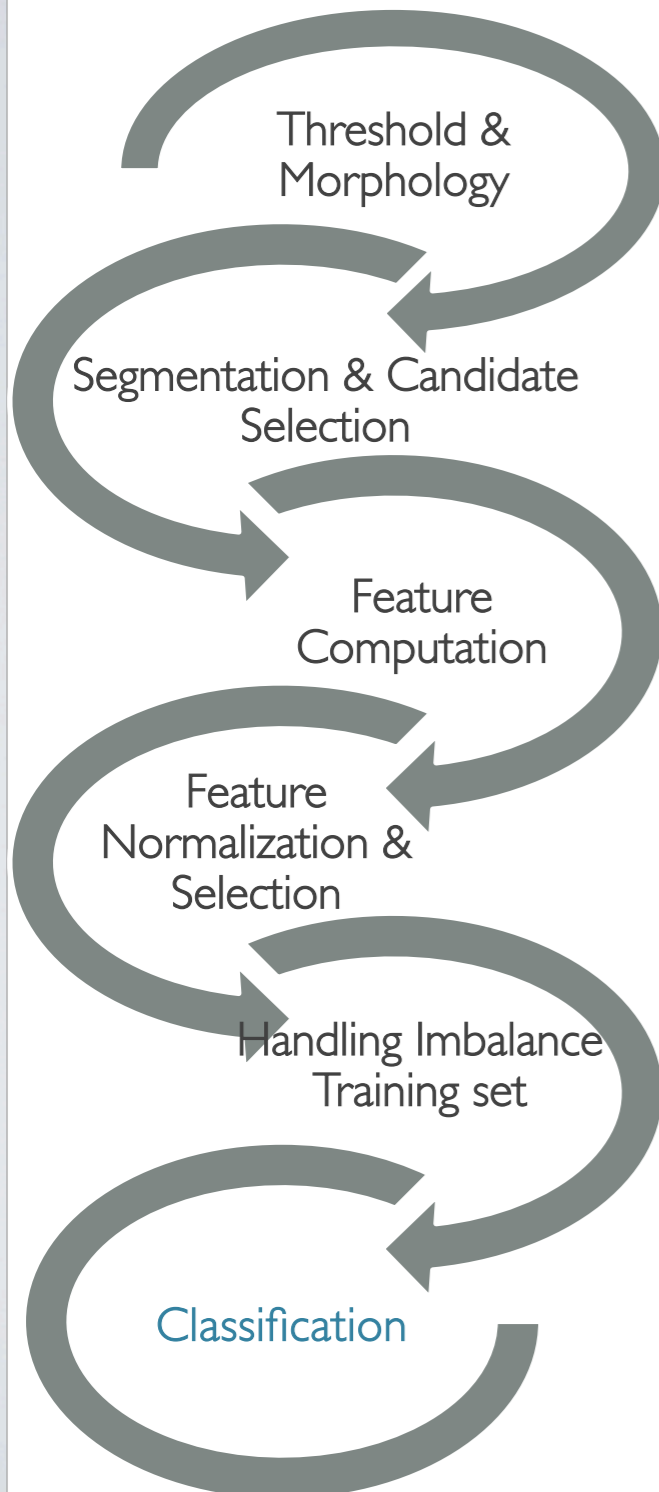 Threshold &
Morphology
Segmentation & Candidate
Selection
Feature
Computation
Feature
Normalization &
Selection
Handling Imbalance
Training set
Classification